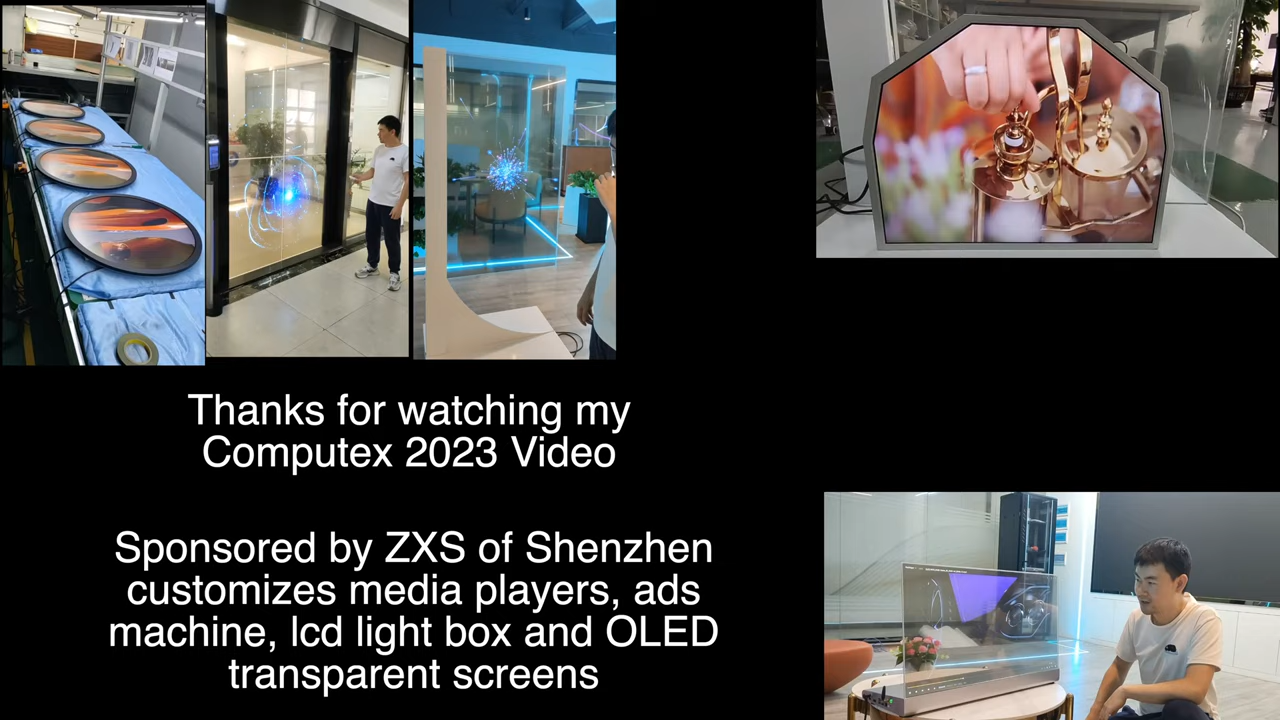 Thanks for watching my
Computex 2023 Video
Sponsored by ZXS of Shenzhen
customizes media players, ads
machine, lcd light box and OLED
transparent screens